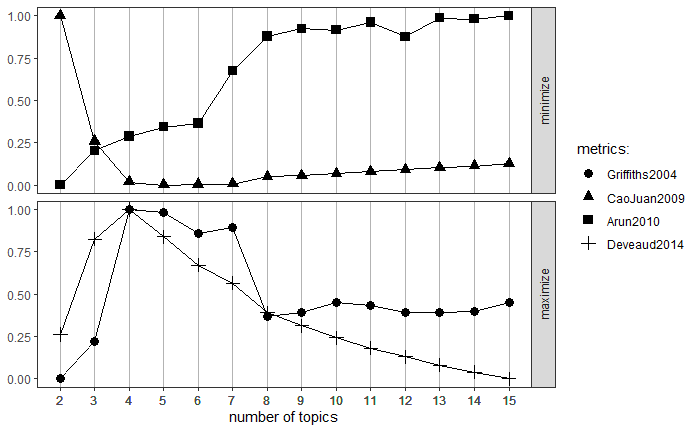 1.00
0.75
0.50
0.25
0.00
minimize
1.00
0.75
0.50
0.25
0.00
maximize
2 3 4 5 6 7 8 9 10 11 12 13 14 15
number of topics
metrics:
Griffiths2004
CaoJuan2009
Arun2010
Deveaud2014